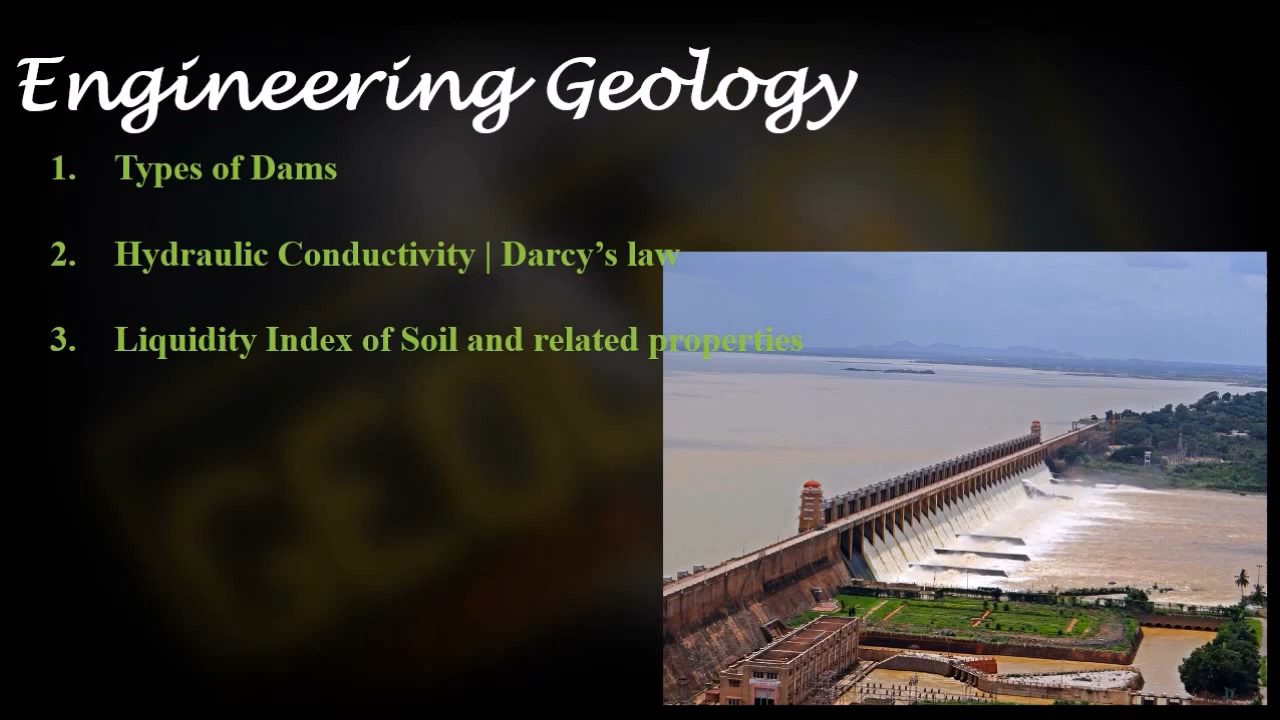 Engineering Geology
1. Types of Dams
2. Hydraulic Conductivity | Darcy’s law
3. Liquidity Index of Soil and related properties